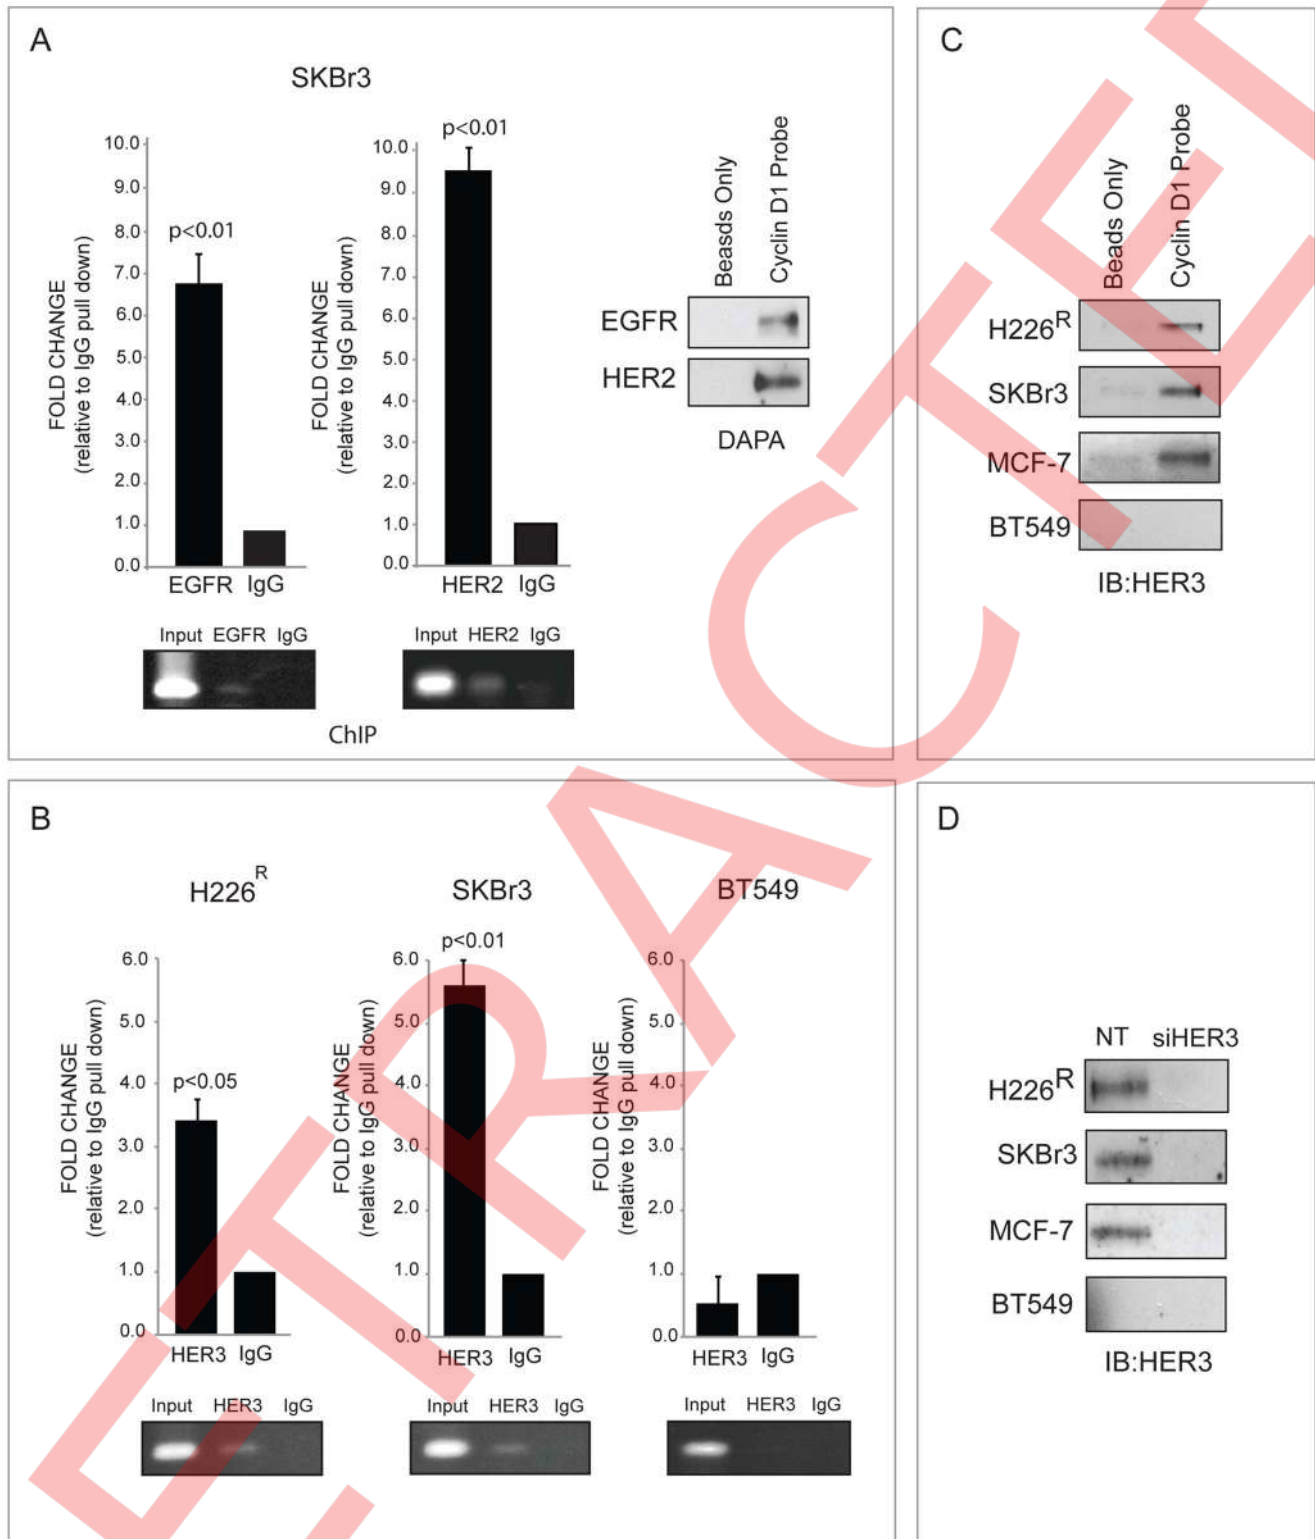 A
SKBr3
p<0.01
10.0
9.0
8.0
7.0
6.0
5.0
4.0
3.0
2.0
1.0
0.0
FOLD CHANGE
(relative to IgG pull down)
EGFR IgG
Input EGFR IgG
p<0.01
10.0
9.0
8.0
7.0
6.0
5.0
4.0
3.0
2.0
1.0
0.0
FOLD CHANGE
(relative to IgG pull down)
HER2 IgG
Input HER2 IgG
ChIP
Beasds Only
Cyclin D1 Probe
EGFR
HER2
DAPA
C
Beads Only
Cyclin D1 Probe
H226R
SKBr3
MCF-7
BT549
IB:HER3
B
H226R
p<0.05
6.0
5.0
4.0
3.0
2.0
1.0
0.0
FOLD CHANGE
(relative to IgG pull down)
HER3 IgG
Input HER3 IgG
SKBr3
p<0.01
6.0
5.0
4.0
3.0
2.0
1.0
0.0
FOLD CHANGE
(relative to IgG pull down)
HER3 IgG
Input HER3 IgG
BT549
6.0
5.0
4.0
3.0
2.0
1.0
0.0
FOLD CHANGE
(relative to IgG pull down)
HER3 IgG
Input HER3 IgG
D
NT siHER3
H226R
SKBr3
MCF-7
BT549
IB:HER3
ETRACTE